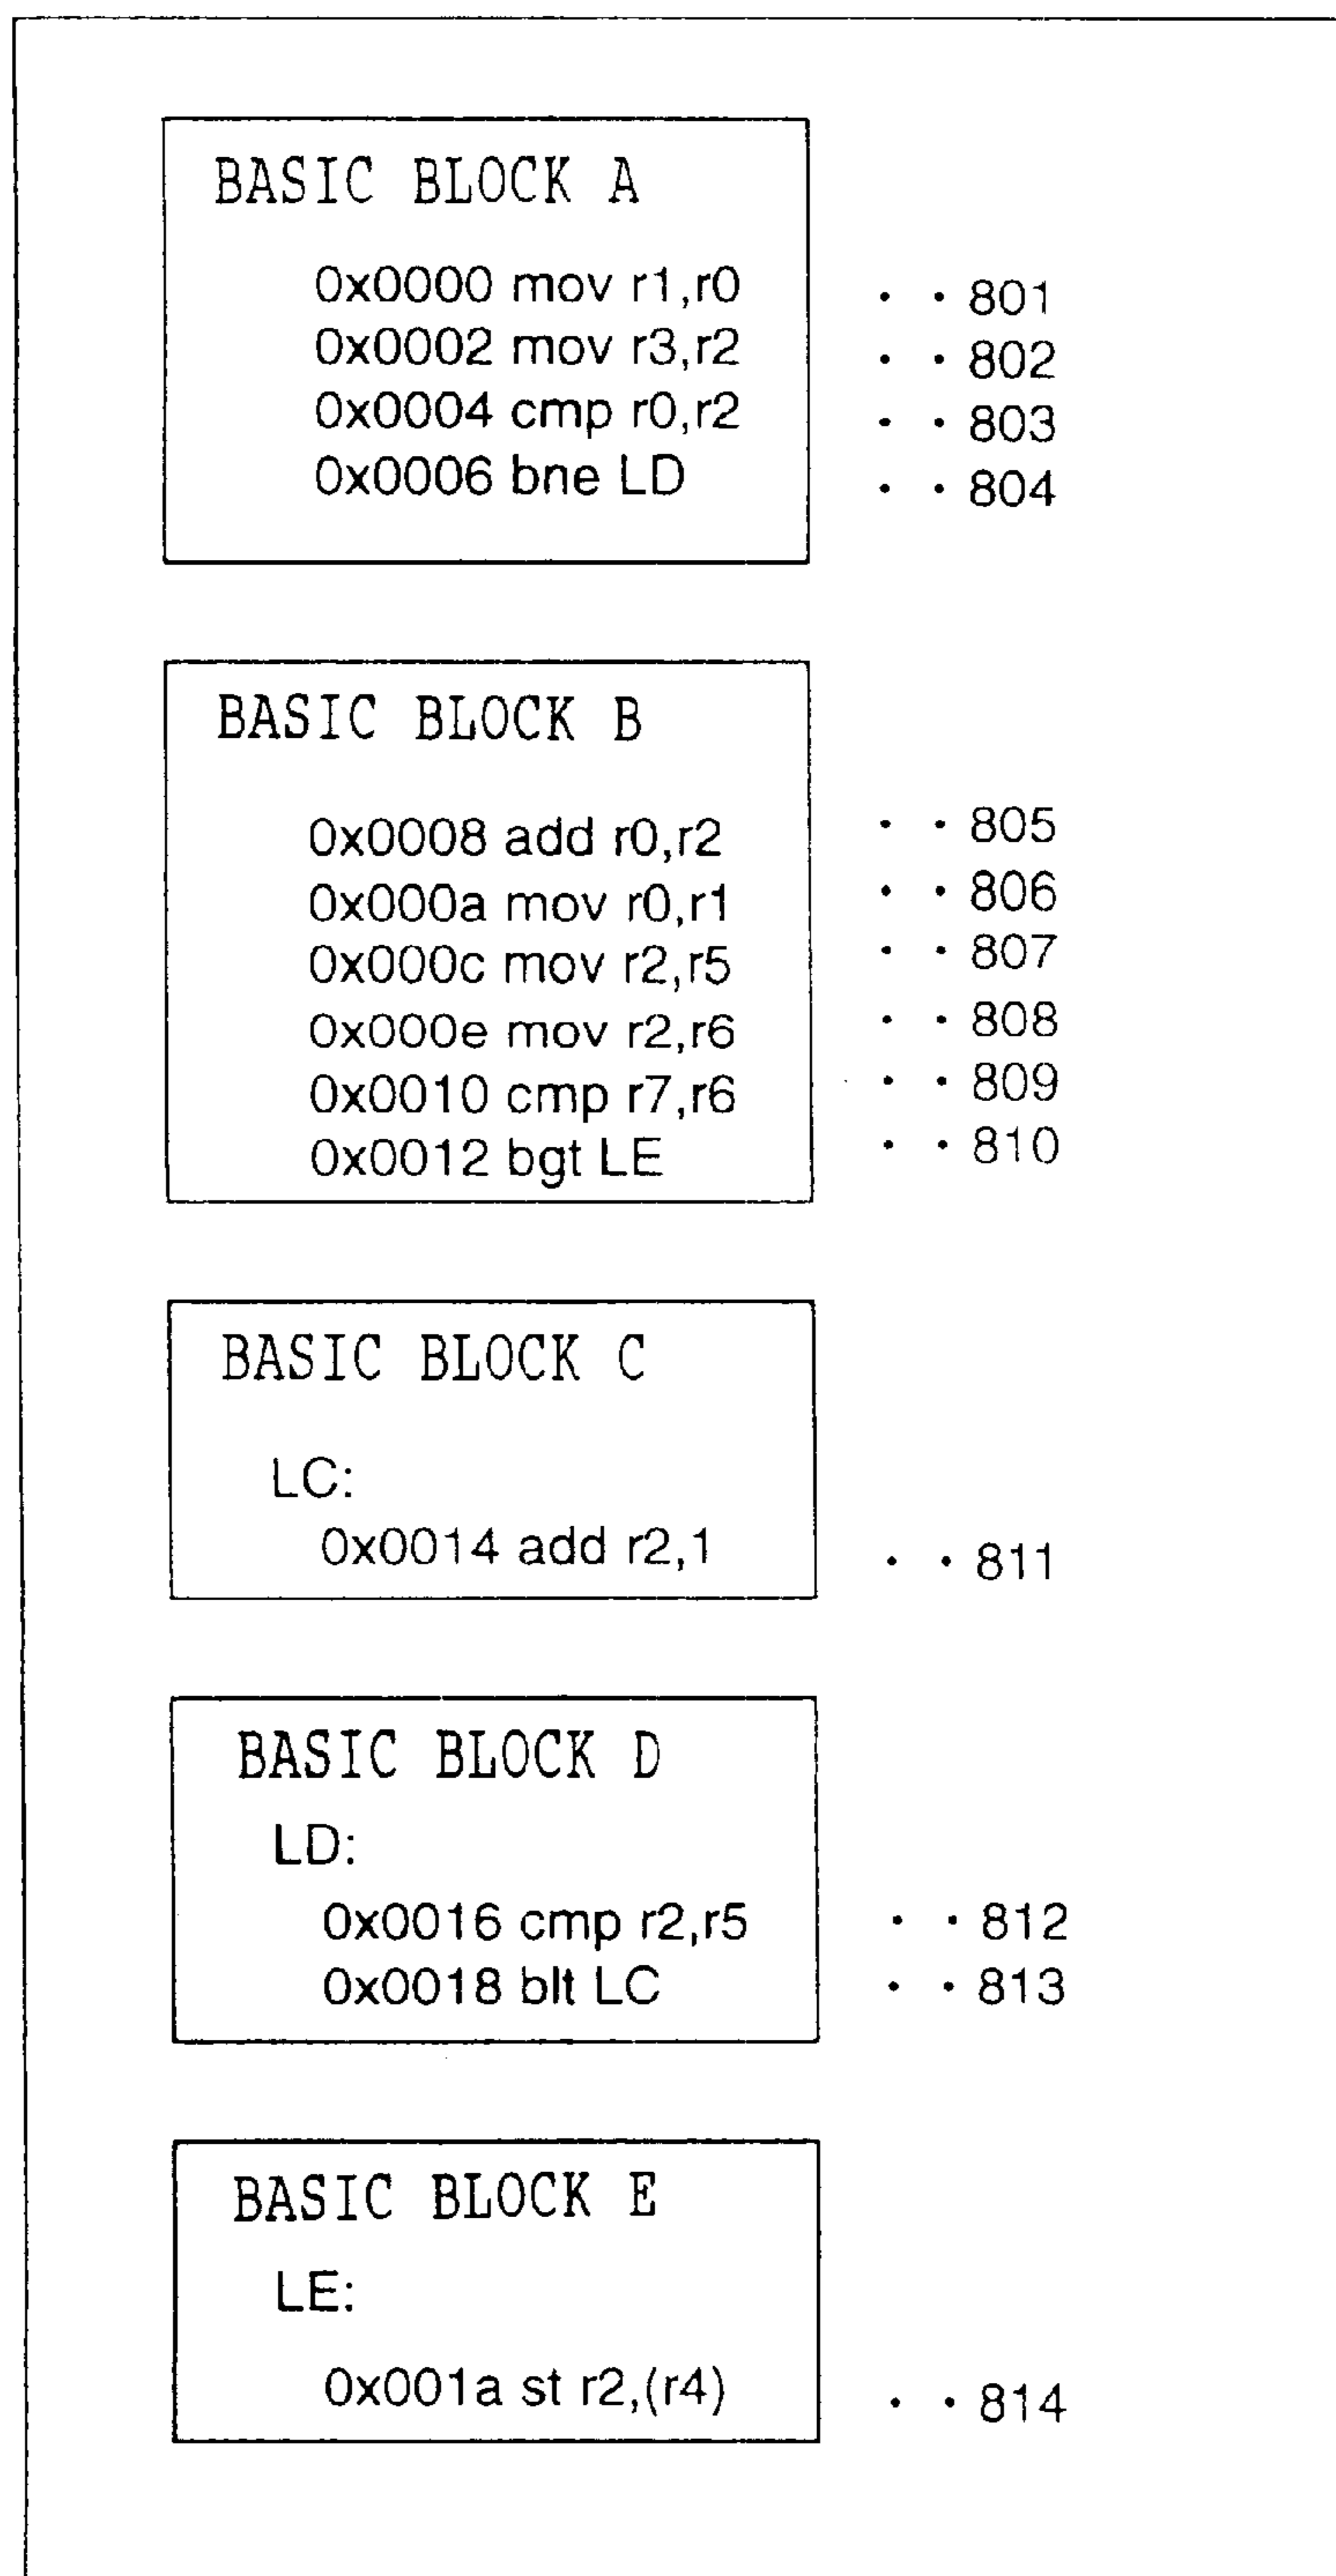 BASIC BLOCK A
0x0000 mov r1,r0 · · 801
0x0002 mov r3,r2 · · 802
0x0004 cmp r0,r2 · · 803
0x0006 bne LD · · 804
BASIC BLOCK B
0x0008 add r0,r2 · · 805
0x000a mov r0,r1 · · 806
0x000c mov r2,r5 · · 807
0x000e mov r2,r6 · · 808
0x0010 cmp r7,r6 · · 809
0x0012 bgt LE · · 810
BASIC BLOCK C
LC:
0x0014 add r2,1 · · 811
BASIC BLOCK D
LD:
0x0016 cmp r2,r5 · · 812
0x0018 blt LC · · 813
BASIC BLOCK E
LE:
0x001a st r2,(r4) · · 814